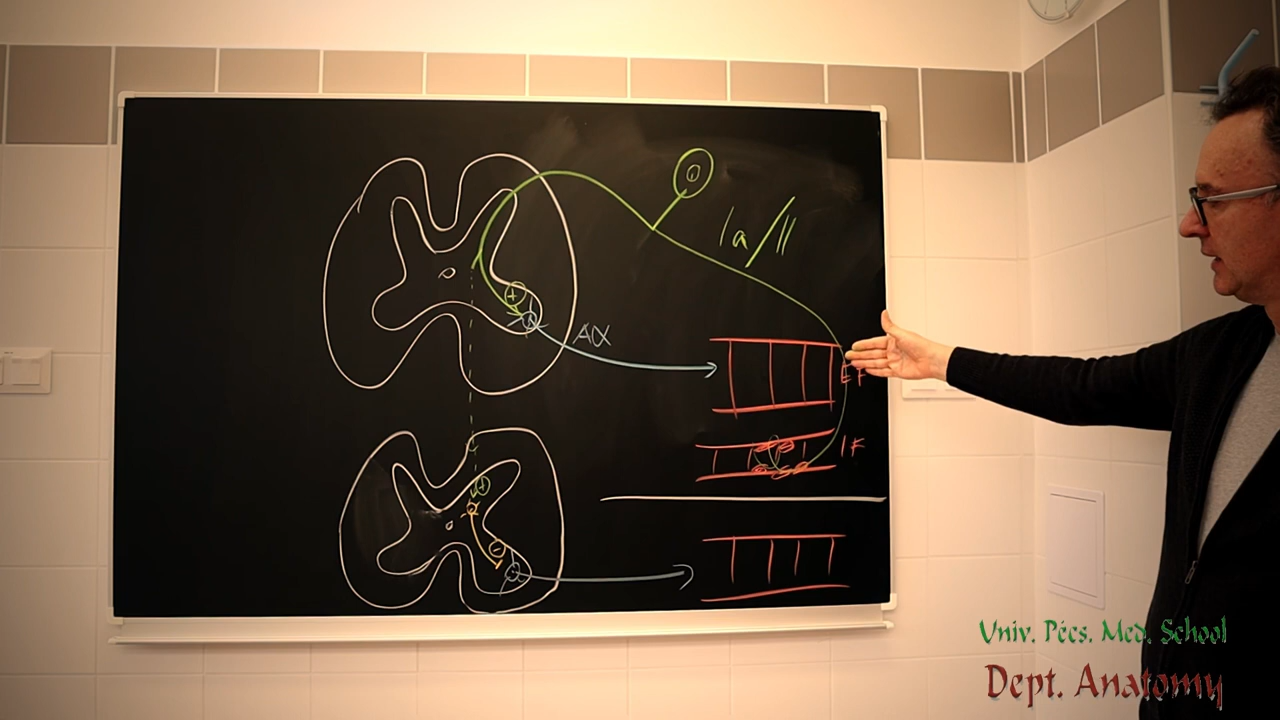 Ia/II
Aα
+
EF
IF
+
-
Univ. Pécs. Med. School
Dept. Anatomy